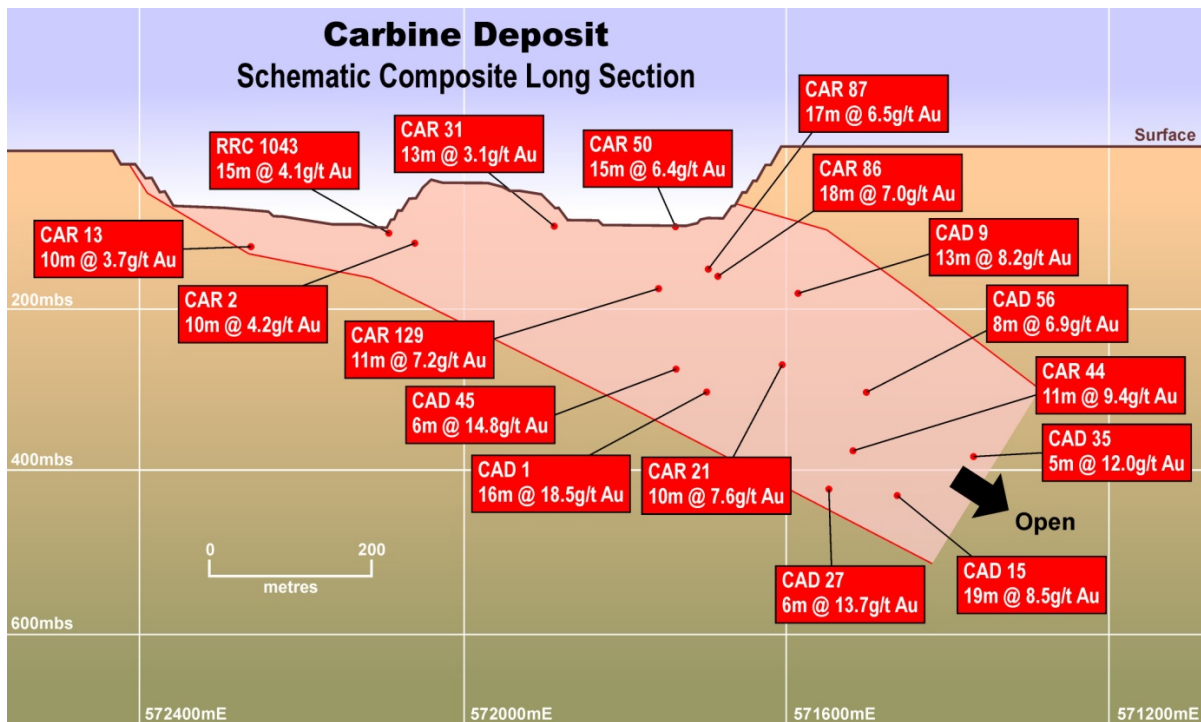 Carbine Deposit
Schematic Composite Long Section
CAR 87
17m @ 6.5g/t Au
CAR 31
13m @ 3.1g/t Au
CAR 50
15m @ 6.4g/t Au
Surface
RRC 1043
15m @ 4.1g/t Au
CAR 86
18m @ 7.0g/t Au
CAR 13
10m @ 3.7g/t Au
CAD 9
13m @ 8.2g/t Au
CAR 2
10m @ 4.2g/t Au
200mbs
CAD 56
8m @ 6.9g/t Au
CAR 129
11m @ 7.2g/t Au
CAR 44
11m @ 9.4g/t Au
CAD 45
6m @ 14.8g/t Au
CAD 35
5m @ 12.0g/t Au
CAD 1
16m @ 18.5g/t Au
CAR 21
10m @ 7.6g/t Au
400mbs
Open
0 200
metres
CAD 27
6m @ 13.7g/t Au
CAD 15
19m @ 8.5g/t Au
600mbs
572400mE 572000mE 571600mE 571200mE